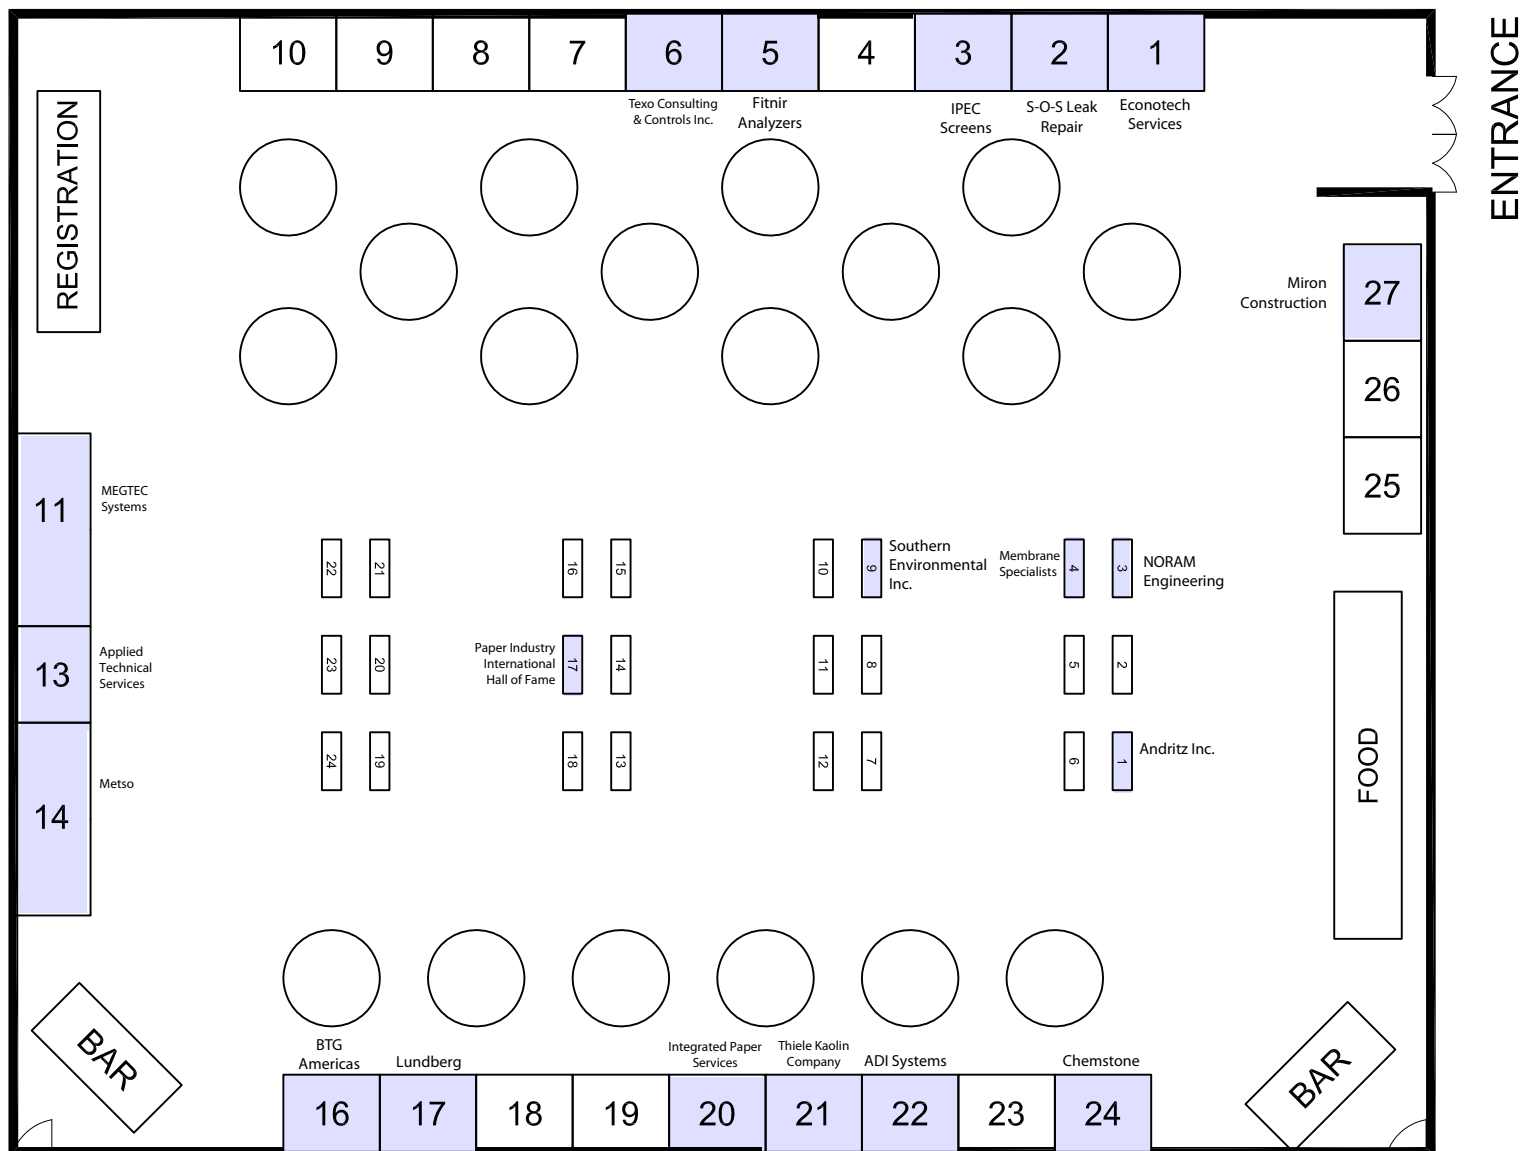 ENTRANCE
10 9 8 7 6 5 4 3 2 1
Texo Consulting
& Controls Inc.
Fitnir
Analyzers
IPEC
Screens
S-O-S Leak
Repair
Econotech
Services
REGISTRATION
Miron
Construction
27
26
25
11
MEGTEC
Systems
13
Applied
Technical
Services
14
Metso
22 21 16 15 10 9
Southern
Environmental
Inc.
Membrane
Specialists
4 3
NORAM
Engineering
23 20
Paper Industry
International
Hall of Fame
17 14 11 8 5 2
24 19 18 13 12 7 6 1
Andritz Inc.
FOOD
BAR
BAR
BTG
Americas
Lundberg
Integrated Paper
Services
Thiele Kaolin
Company
ADI Systems
Chemstone
16 17 18 19 20 21 22 23 24